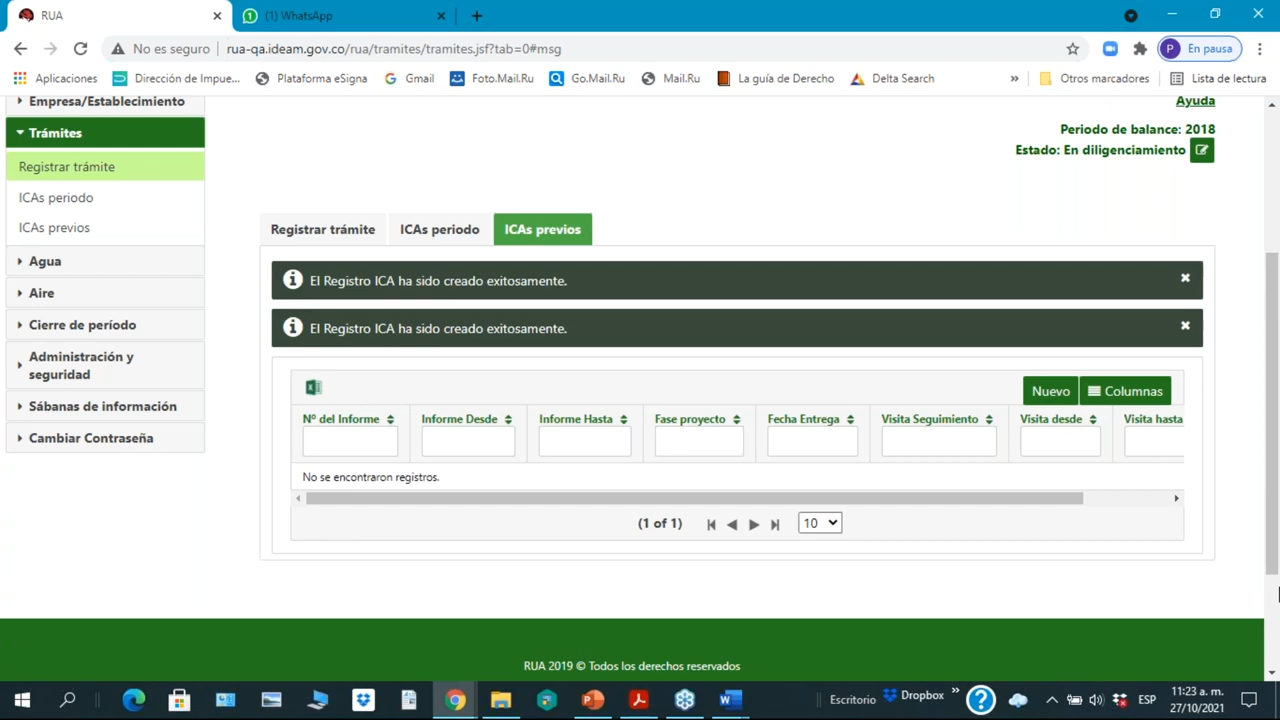 RUA
(1) WhatsApp
No es seguro
rua-qa.ideam.gov.co/rua/tramites/tramites.jsf?tab=0#msg
P En pausa
Aplicaciones
Dirección de Impue...
Plataforma eSigna
Gmail
Foto.Mail.Ru
Go.Mail.Ru
Mail.Ru
La guía de Derecho
Delta Search
»
Otros marcadores
Lista de lectura
Empresa/Establecimiento
Trámites
Registrar trámite
ICAs periodo
ICAs previos
Agua
Aire
Cierre de período
Administración y
seguridad
Sábanas de información
Cambiar Contraseña
Ayuda
Periodo de balance: 2018
Estado: En diligenciamiento
Registrar trámite
ICAs periodo
ICAs previos
El Registro ICA ha sido creado exitosamente.
El Registro ICA ha sido creado exitosamente.
Nuevo
Columnas
Nº del Informe
Informe Desde
Informe Hasta
Fase proyecto
Fecha Entrega
Visita Seguimiento
Visita desde
Visita hasta
No se encontraron registros.
(1 of 1)
10
RUA 2019 © Todos los derechos reservados
Escritorio
Dropbox
»
ESP
11:23 a. m.
27/10/2021